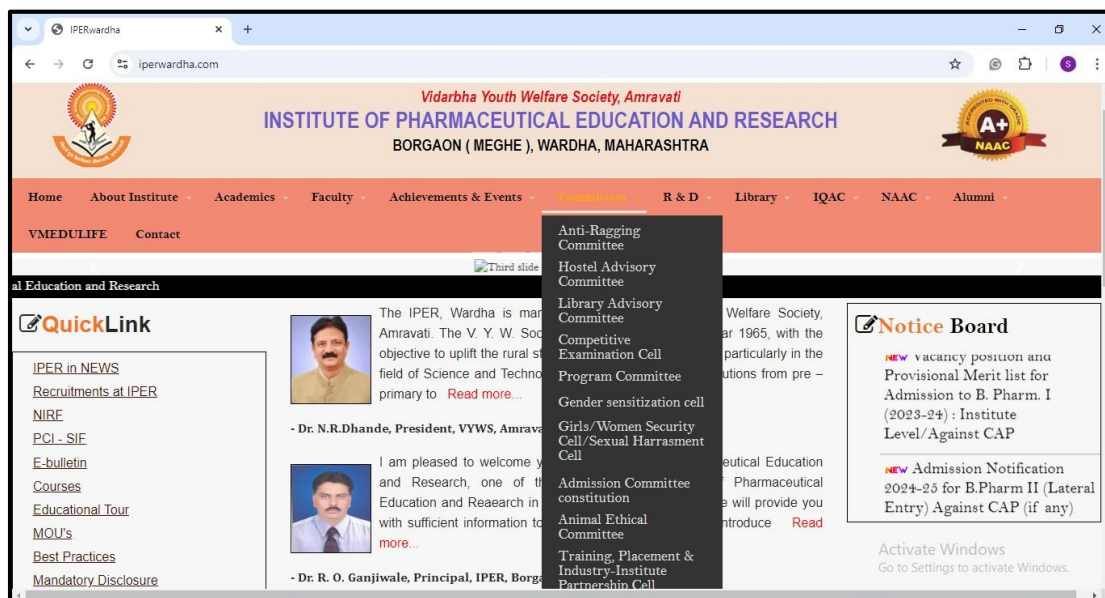 IPERwardha
iperwardha.com
S
Vidarbha Youth Welfare Society, Amravati
INSTITUTE OF PHARMACEUTICAL EDUCATION AND RESEARCH
BORGAON ( MEGHE ), WARDHA, MAHARASHTRA
A+
NAAC
Home About Institute Academics Faculty Achievements & Events Committees R & D Library IQAC NAAC Alumni
VMEDULIFE Contact
Third slide
al Education and Research
QuickLink
IPER in NEWS
Recruitments at IPER
NIRF
PCI - SIF
E-bulletin
Courses
Educational Tour
MOU's
Best Practices
Mandatory Disclosure
The IPER, Wardha is mar
Welfare Society,
Amravati. The V. Y. W. Soc
ar 1965, with the
objective to uplift the rural st
particularly in the
field of Science and Techno
utions from pre –
primary to Read more...
- Dr. N.R.Dhande, President, VYWS, Amrava
I am pleased to welcome y
eutical Education
and Research, one of th
Pharmaceutical
Education and Reaearch in
e will provide you
with sufficient information to
ntroduce Read
more...
- Dr. R. O. Ganjiwale, Principal, IPER, Borga
Anti-Ragging
Committee
Hostel Advisory
Committee
Library Advisory
Committee
Competitive
Examination Cell
Program Committee
Gender sensitization cell
Girls/Women Security
Cell/Sexual Harrasment
Cell
Admission Committee
constitution
Animal Ethical
Committee
Training, Placement &
Industry-Institute
Partnership Cell
Notice Board
NEW Vacancy position and
Provisional Merit list for
Admission to B. Pharm. I
(2023-24) : Institute
Level/Against CAP
NEW Admission Notification
2024-25 for B.Pharm II (Lateral
Entry) Against CAP (if any)
Activate Windows
Go to Settings to activate Windows.